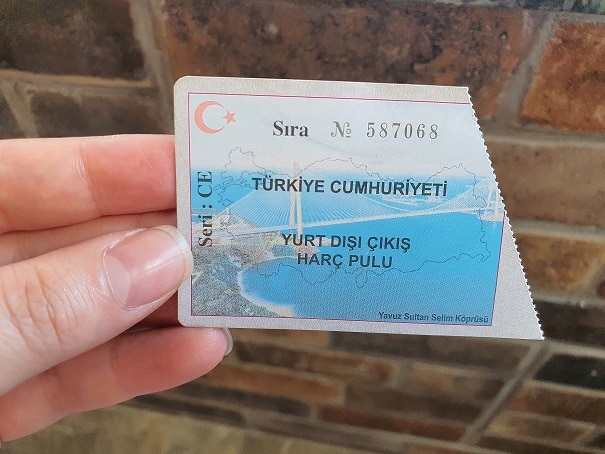 Sıra № 587068
Seri : CE
TÜRKİYE CUMHURİYETİ
YURT DIŞI ÇIKIŞ
HARÇ PULU
Yavuz Sultan Selim Köprüsü